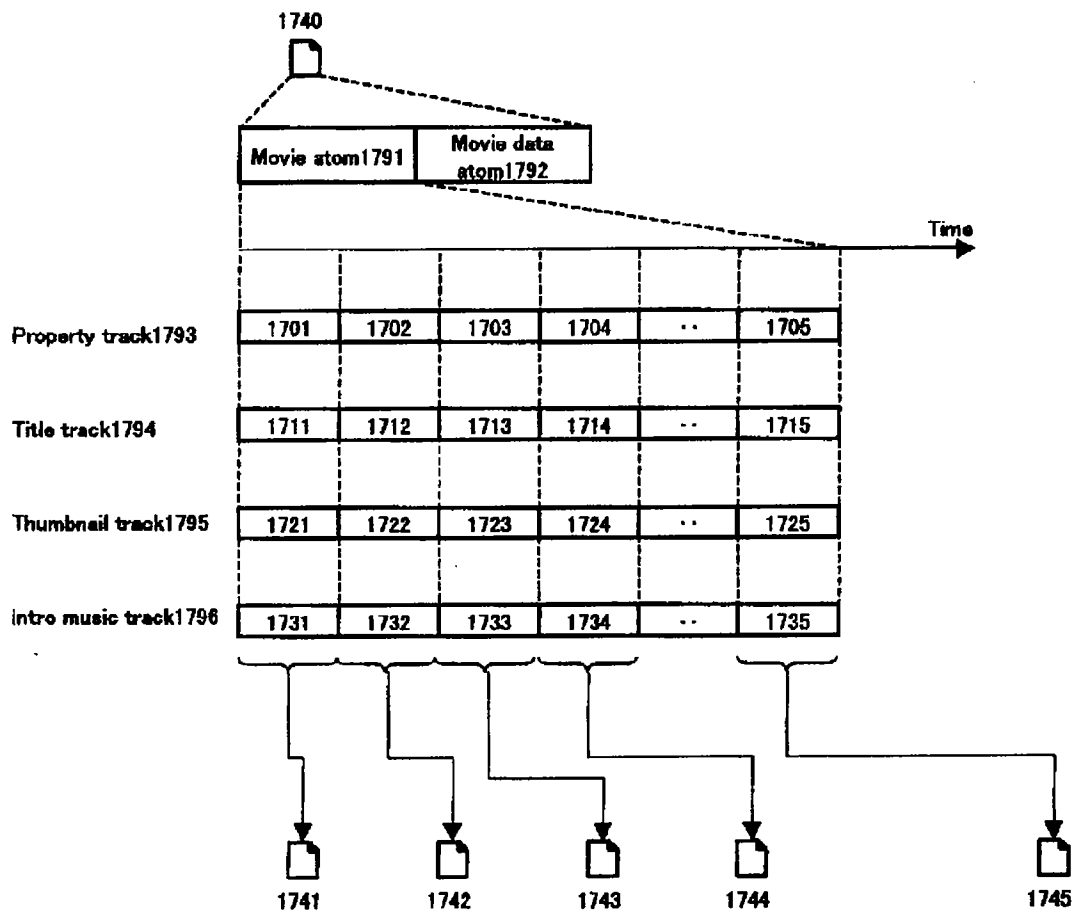 1740
Movie atom1791
Movie data
atom1792
Time
Property track1793
1701 1702 1703 1704 ・・ 1705
Title track1794
1711 1712 1713 1714 ・・ 1715
Thumbnail track1795
1721 1722 1723 1724 ・・ 1725
Intro music track1796
1731 1732 1733 1734 ・・ 1735
1741 1742 1743 1744 1745